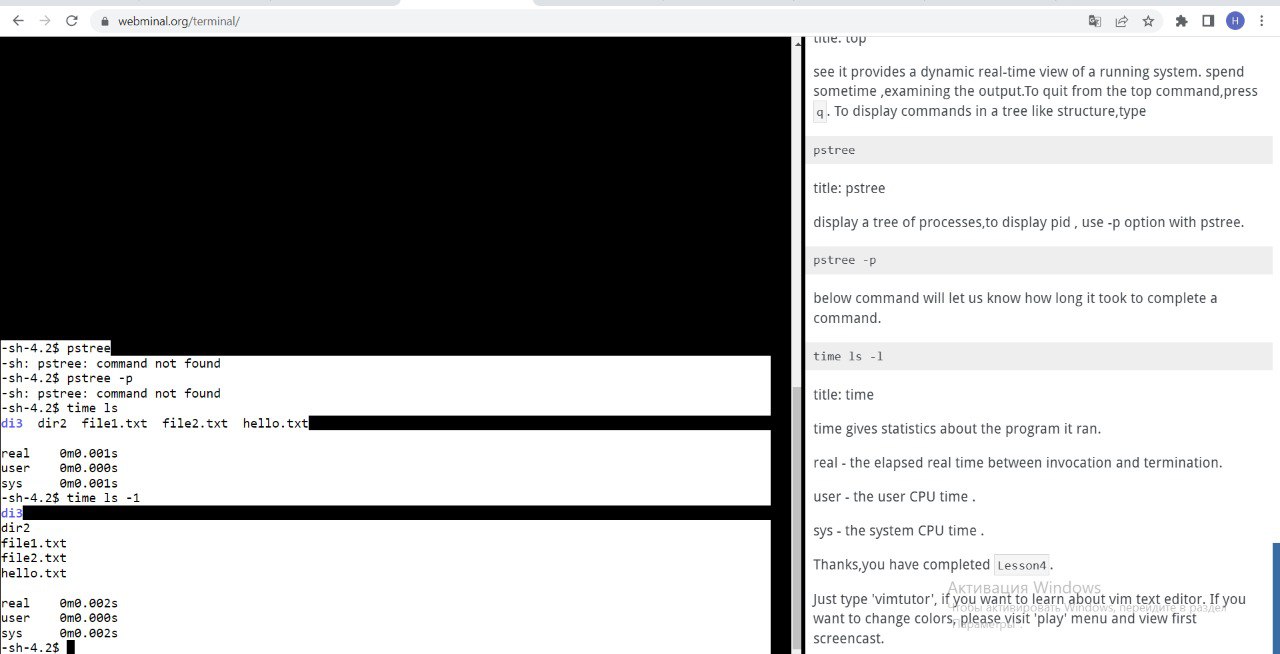 webminal.org/terminal/
H
-sh-4.2$ pstree
-sh: pstree: command not found
-sh-4.2$ pstree -p
-sh: pstree: command not found
-sh-4.2$ time ls
di3 dir2 file1.txt file2.txt hello.txt
real 0m0.001s
user 0m0.000s
sys 0m0.001s
-sh-4.2$ time ls -1
di3
dir2
file1.txt
file2.txt
hello.txt
real 0m0.002s
user 0m0.000s
sys 0m0.002s
-sh-4.2$
title: top
see it provides a dynamic real-time view of a running system. spend
sometime ,examining the output.To quit from the top command,press
q. To display commands in a tree like structure,type
pstree
title: pstree
display a tree of processes,to display pid , use -p option with pstree.
pstree -p
below command will let us know how long it took to complete a
command.
time ls -l
title: time
time gives statistics about the program it ran.
real - the elapsed real time between invocation and termination.
user - the user CPU time .
sys - the system CPU time .
Thanks,you have completed Lesson4.
Активация Windows
Just type 'vimtutor', if you want to learn about vim text editor. If you
Чтобы активировать Windows, перейдите в раздел
want to change colors, please visit 'play' menu and view first
"Параметры".
screencast.